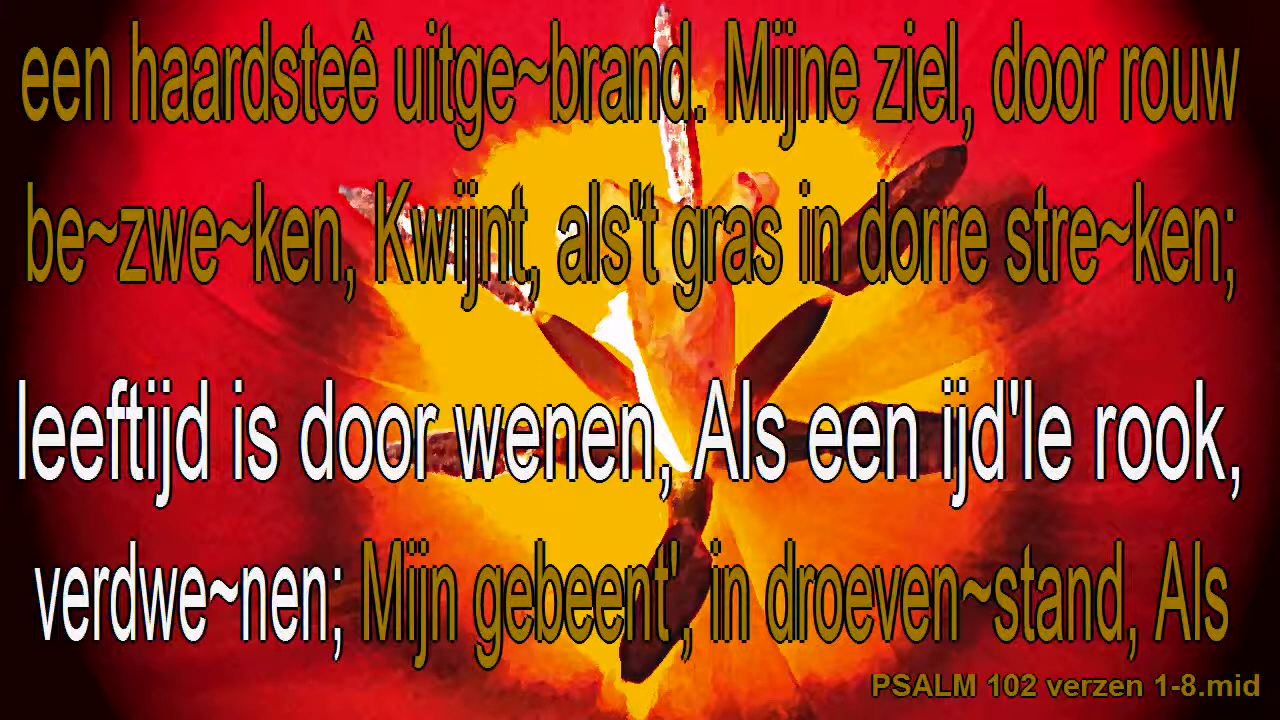 een haardsteê uitge~brand. Mijne ziel, door rouw
be~zwe~ken, Kwijnt, als't gras in dorre stre~ken;
leeftijd is door wenen, Als een ijd'le rook,
verdwe~nen; Mijn gebeent', in droeven~stand, Als
PSALM 102 verzen 1-8.mid